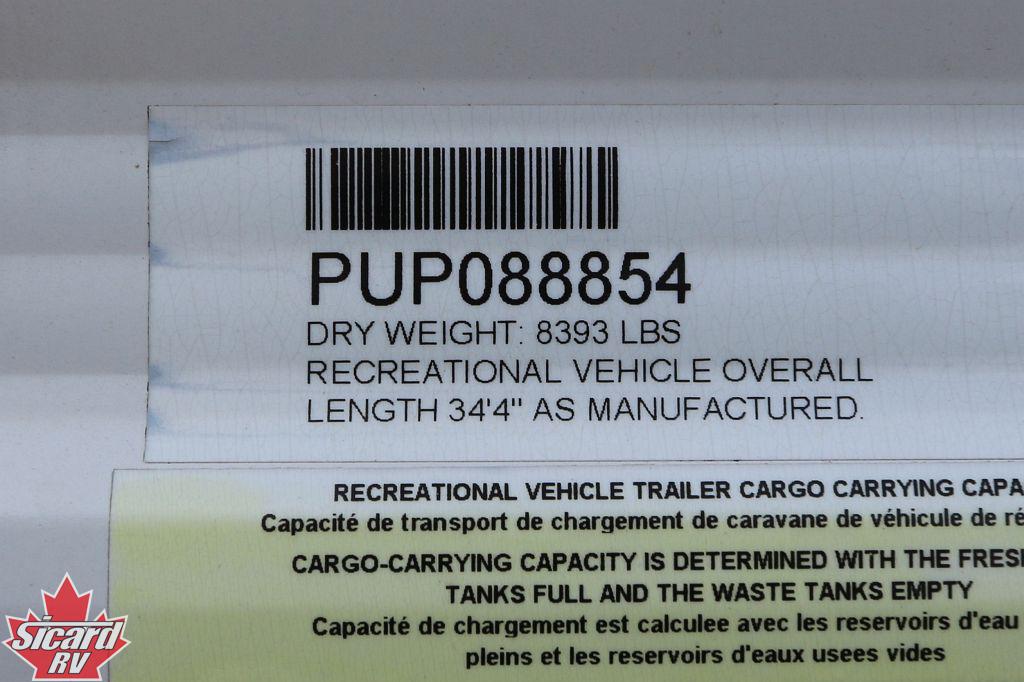 PUP088854
DRY WEIGHT: 8393 LBS
RECREATIONAL VEHICLE OVERALL
LENGTH 34'4" AS MANUFACTURED.
RECREATIONAL VEHICLE TRAILER CARGO CARRYING CAPA
Capacité de transport de chargement de caravane de véhicule de ré
CARGO-CARRYING CAPACITY IS DETERMINED WITH THE FRES
TANKS FULL AND THE WASTE TANKS EMPTY
Capacité de chargement est calculee avec les reservoirs d'eau
pleins et les reservoirs d'eaux usees vides
Sicard
RV